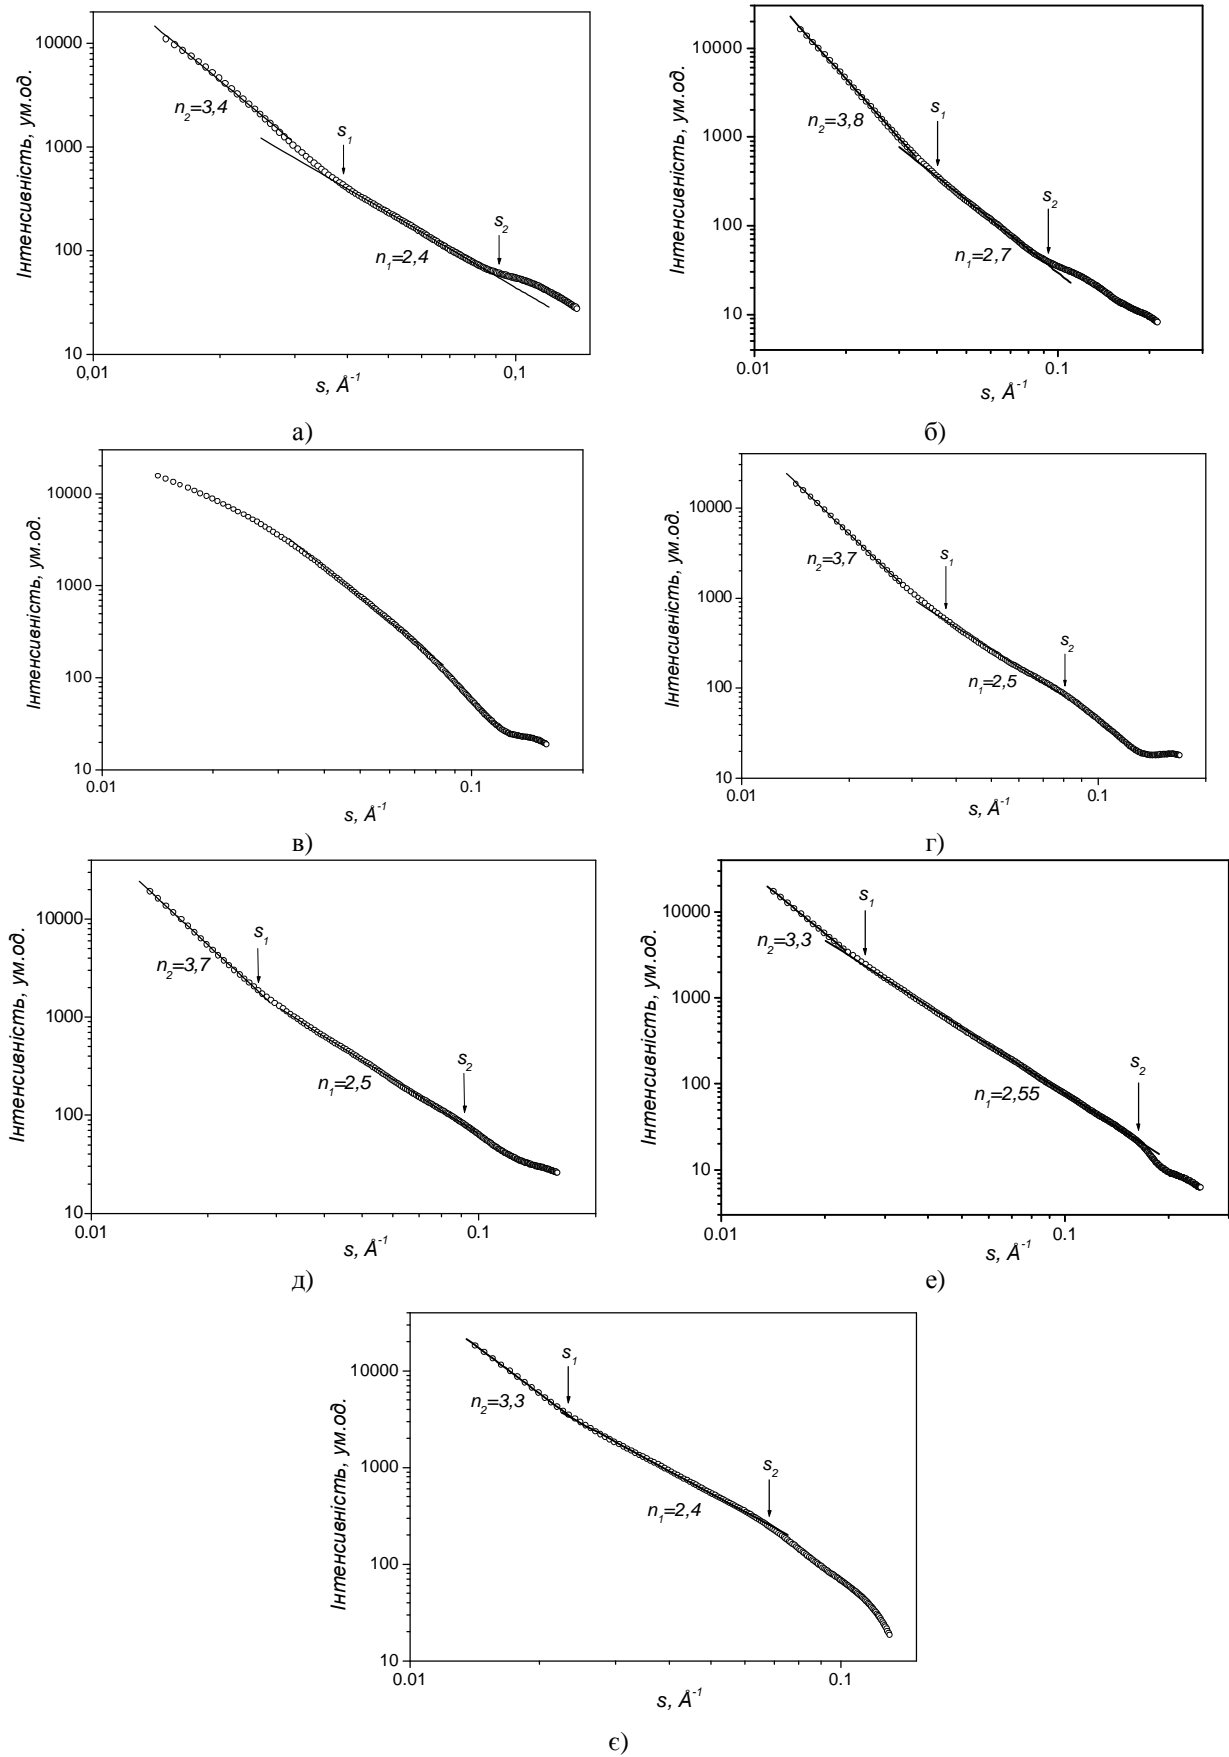 10000
1000
100
10
0,01
0,1
Інтенсивність, ум.од.
n₂=3,4
s₁
n₁=2,4
s₂
s, Å⁻¹
а)
10000
1000
100
10
0.01
0.1
Інтенсивність, ум.од.
n₂=3,8
s₁
n₁=2,7
s₂
s, Å⁻¹
б)
10000
1000
100
10
0.01
0.1
Інтенсивність, ум.од.
s, Å⁻¹
в)
10000
1000
100
10
0.01
0.1
Інтенсивність, ум.од.
n₂=3,7
s₁
n₁=2,5
s₂
s, Å⁻¹
г)
10000
1000
100
10
0.01
0.1
Інтенсивність, ум.од.
n₂=3,7
s₁
n₁=2,5
s₂
s, Å⁻¹
д)
10000
1000
100
10
0.01
0.1
Інтенсивність, ум.од.
n₂=3,3
s₁
n₁=2,55
s₂
s, Å⁻¹
е)
10000
1000
100
10
0.01
0.1
Інтенсивність, ум.од.
n₂=3,3
s₁
n₁=2,4
s₂
s, Å⁻¹
є)